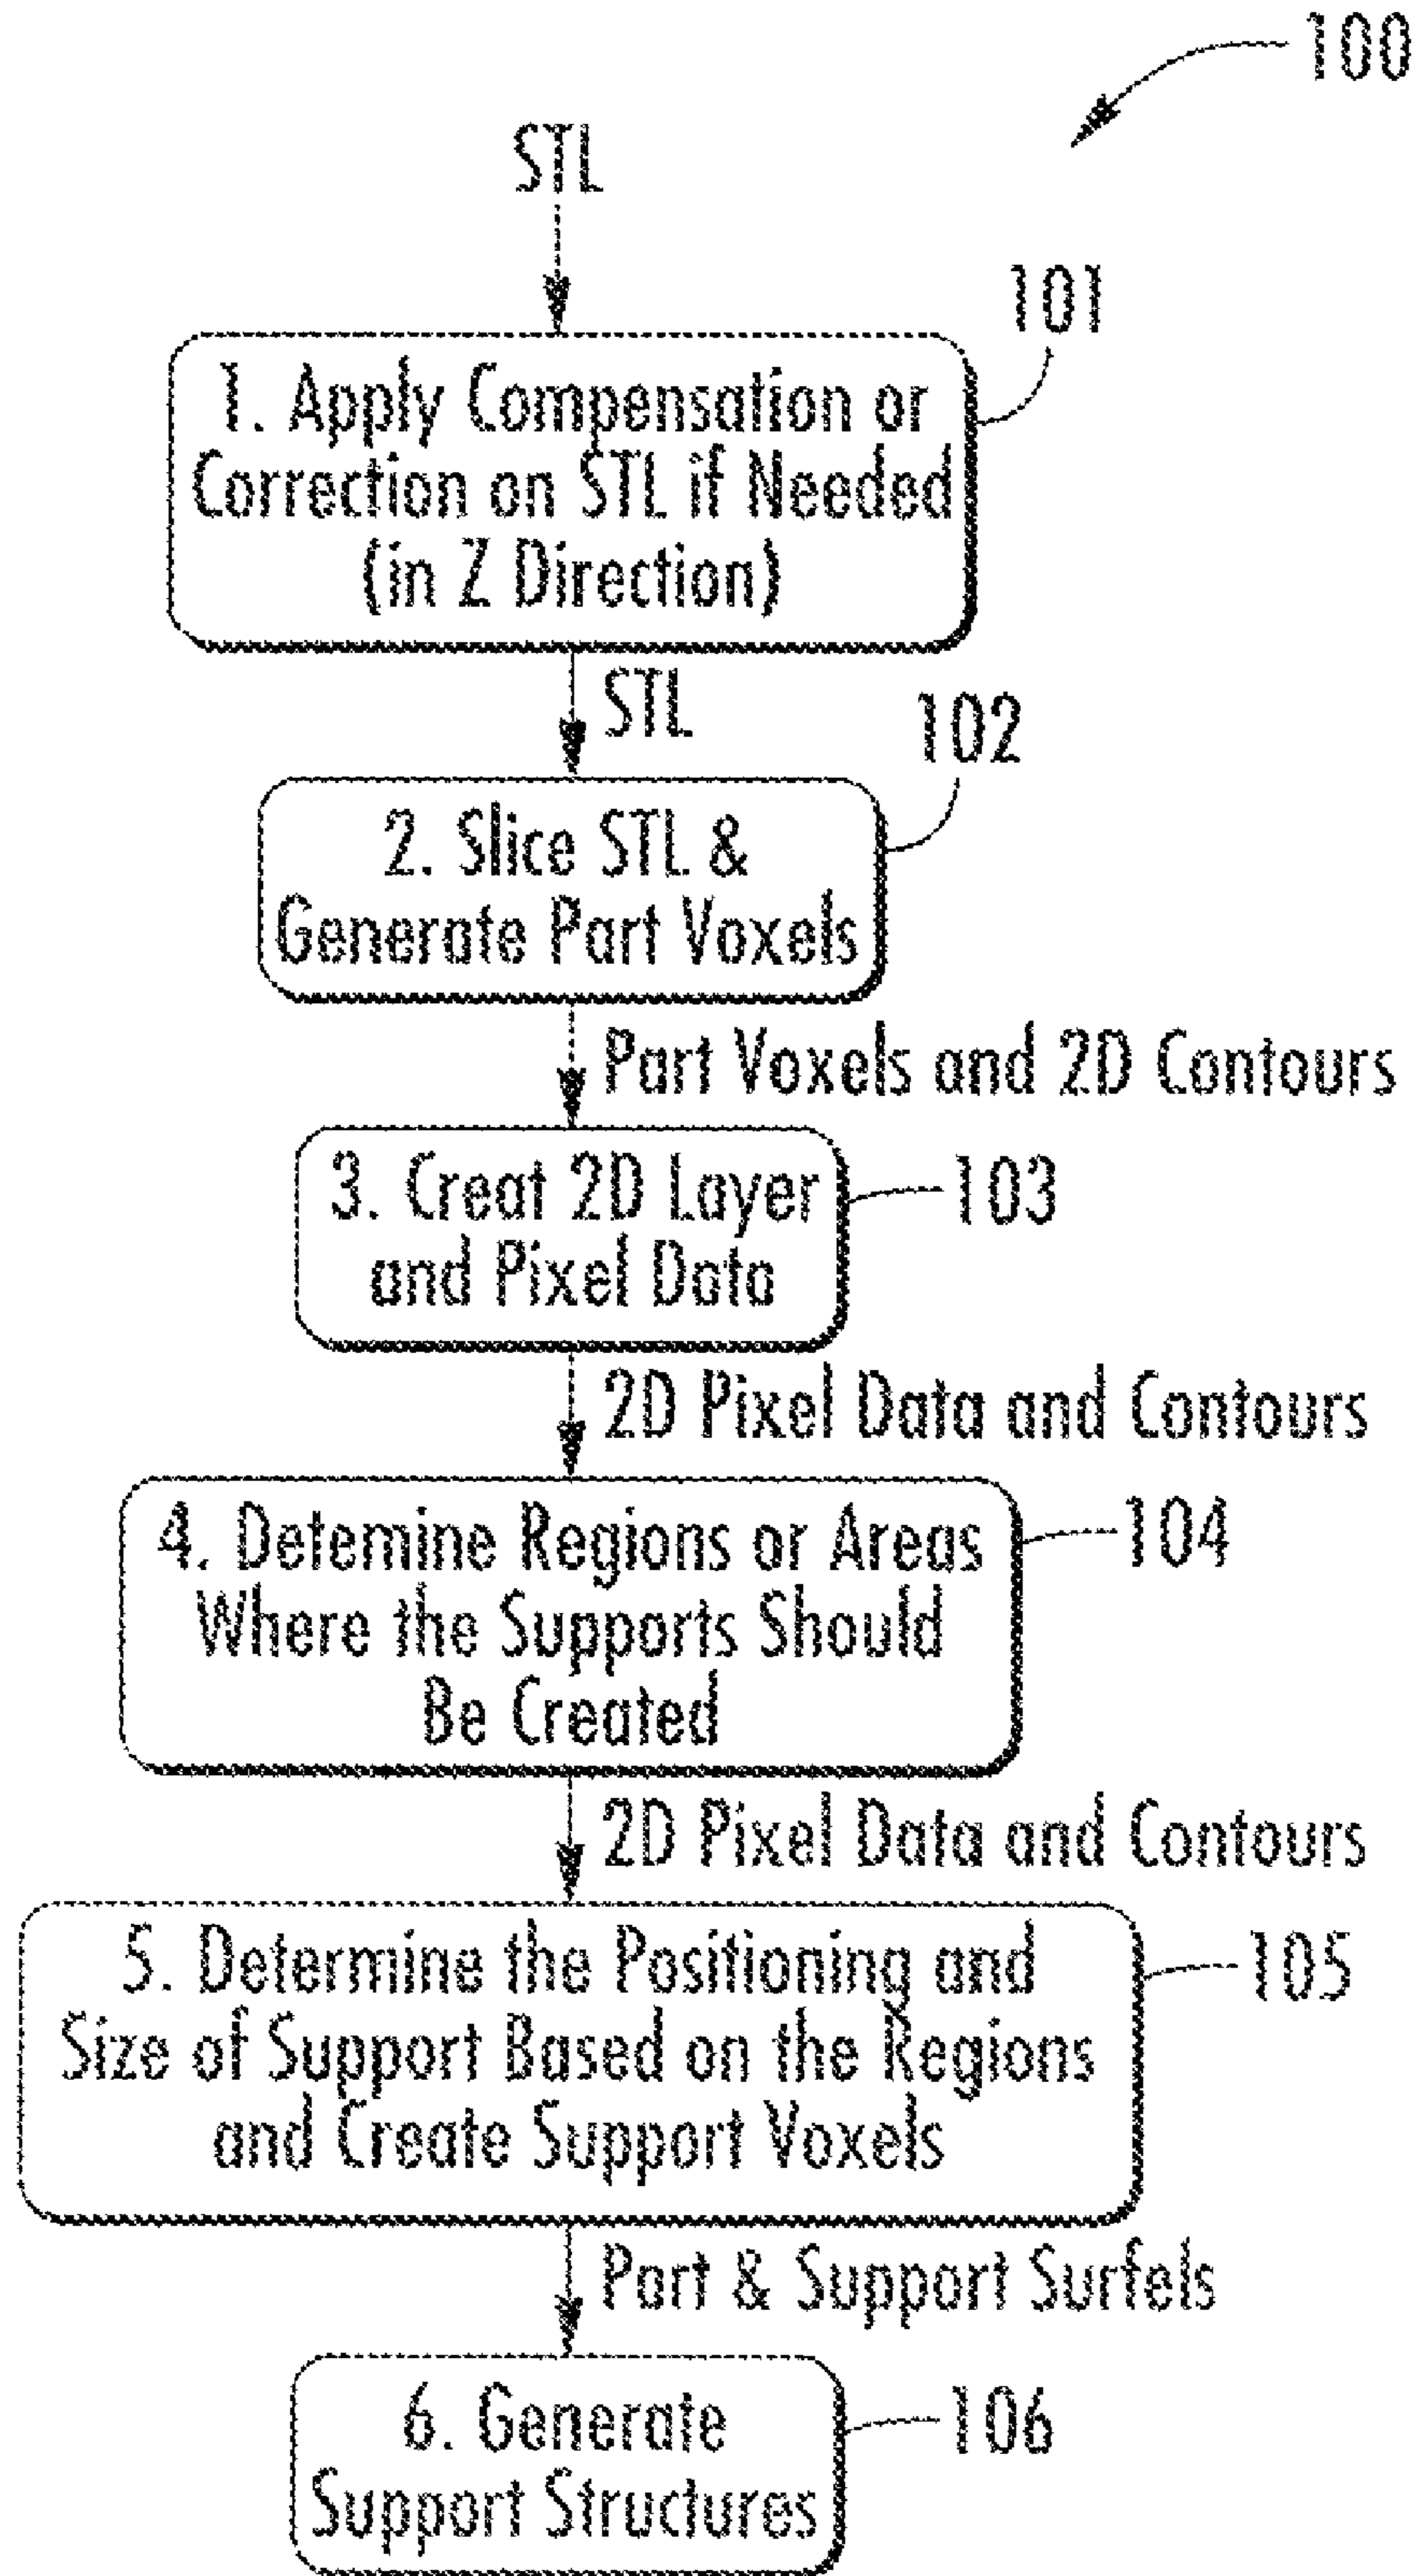 100
STL
101
1. Apply Compensation or
Correction on STL if Needed
(in Z Direction)
STL
102
2. Slice STL &
Generate Part Voxels
Part Voxels and 2D Contours
3. Creat 2D Layer
and Pixel Data
103
2D Pixel Data and Contours
4. Detemine Regions or Areas
Where the Supports Should
Be Created
104
2D Pixel Data and Contours
5. Determine the Positioning and
Size of Support Based on the Regions
and Create Support Voxels
105
Part & Support Surfels
6. Generate
Support Structures
106